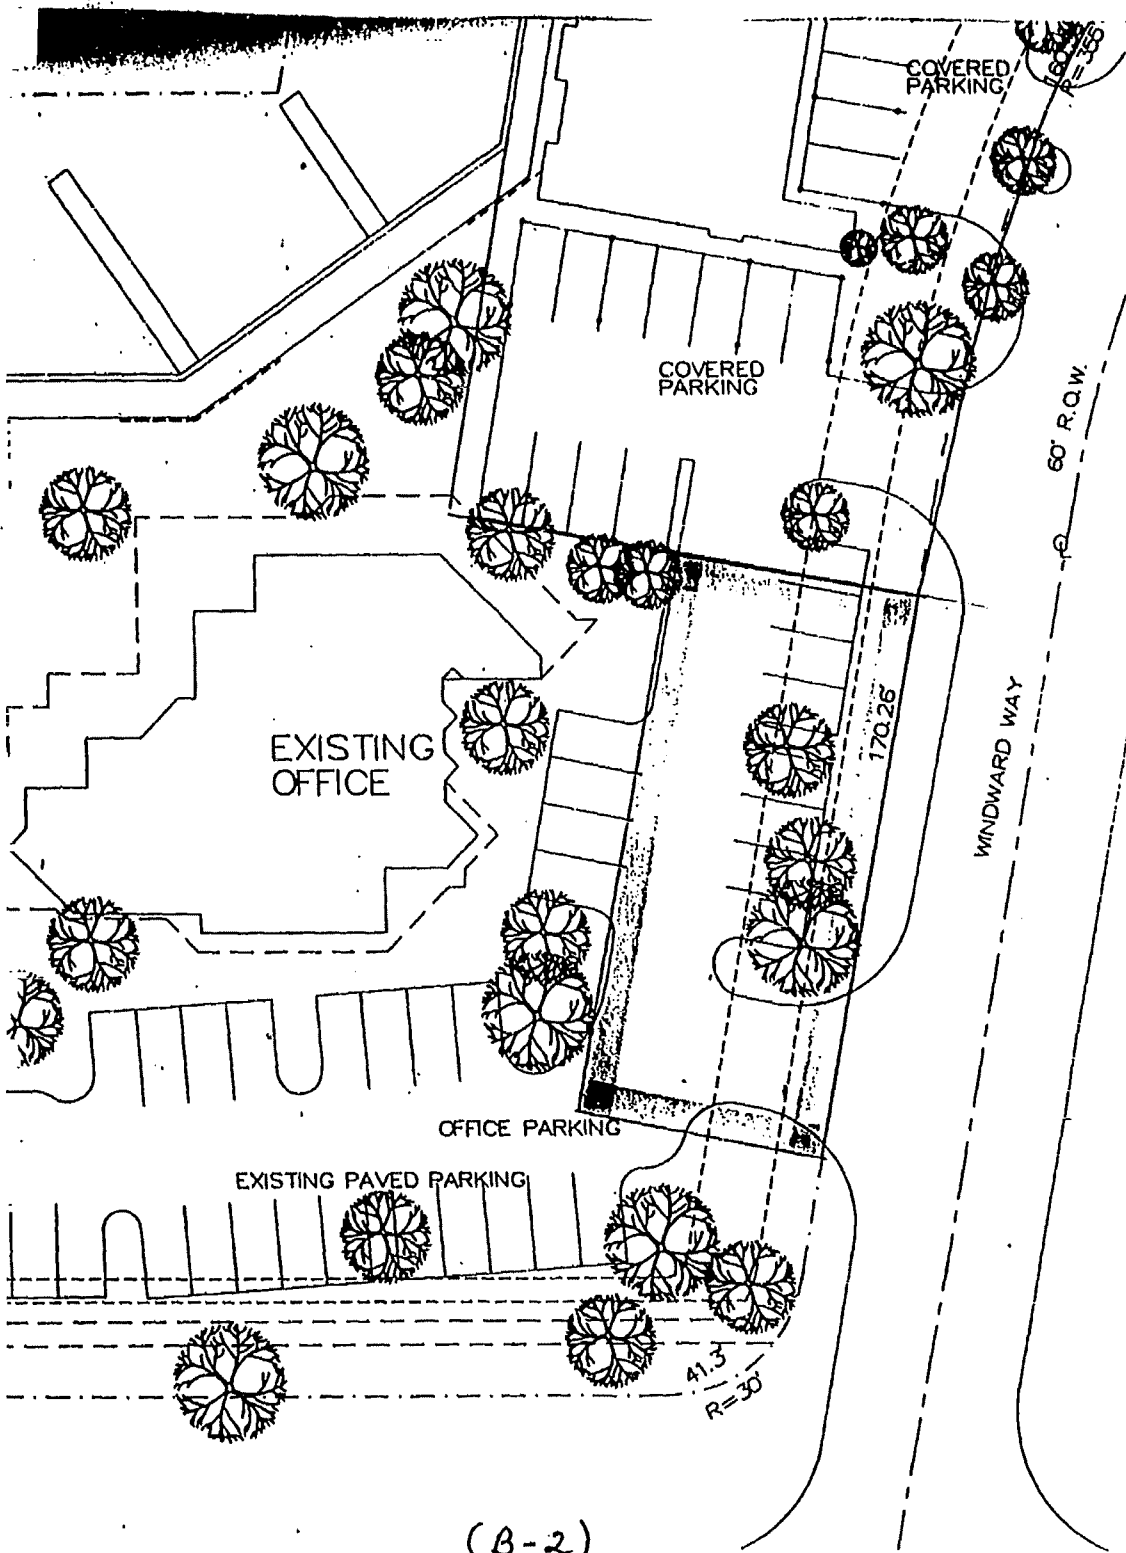 COVERED
PARKING
R=366'
COVERED
PARKING
60' R.O.W.
170.26'
WINDWARD WAY
EXISTING
OFFICE
OFFICE PARKING
EXISTING PAVED PARKING
41.3'
R=30'
(B-2)